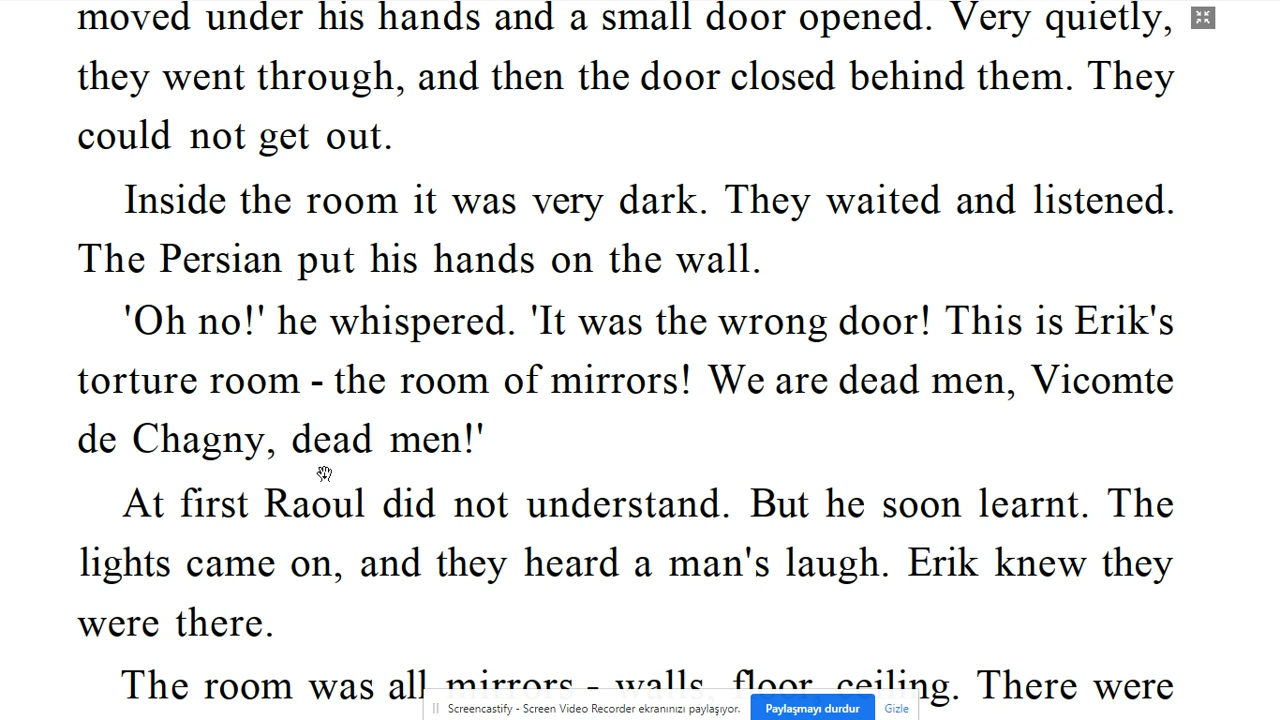 moved under his hands and a small door opened. Very quietly,
they went through, and then the door closed behind them. They
could not get out.
Inside the room it was very dark. They waited and listened.
The Persian put his hands on the wall.
'Oh no!' he whispered. 'It was the wrong door! This is Erik's
torture room - the room of mirrors! We are dead men, Vicomte
de Chagny, dead men!'
At first Raoul did not understand. But he soon learnt. The
lights came on, and they heard a man's laugh. Erik knew they
were there.
The room was all mirrors - walls, floor, ceiling. There were
Screencastify - Screen Video Recorder ekranınızı paylaşıyor. Paylaşmayı durdur Gizle